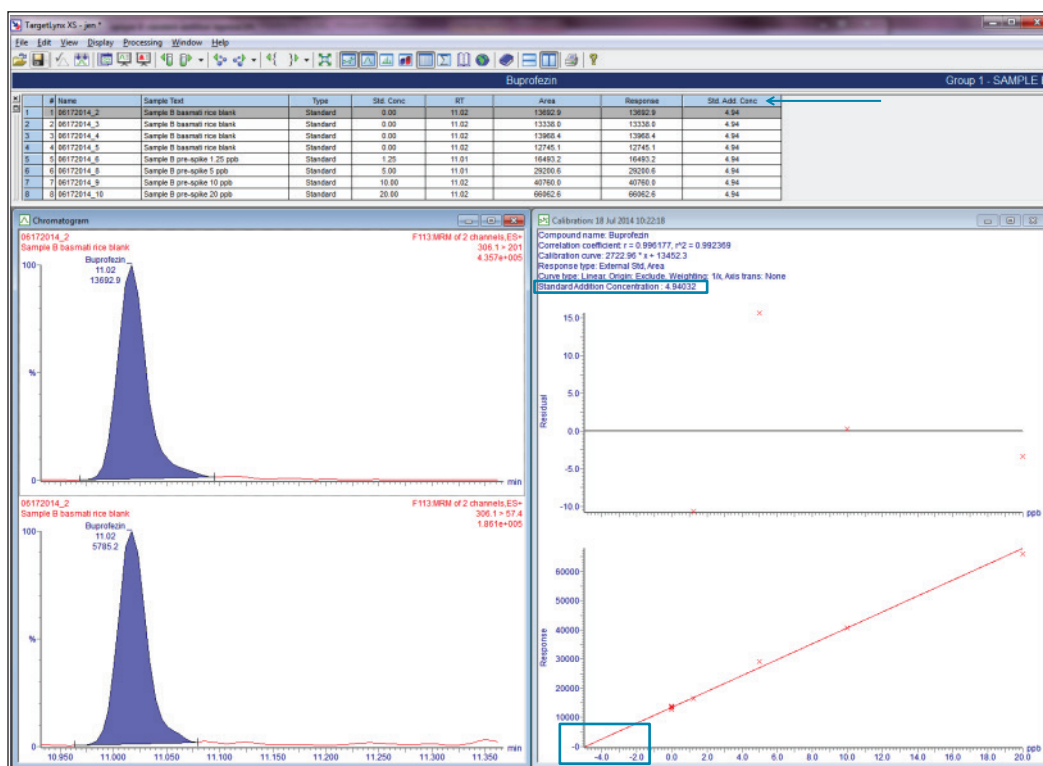 TargetLynx XS - jen *
File Edit View Display Processing Window Help
Buprofezin
Group 1 - SAMPLE
# Name Sample Text Type Std. Conc RT Area Response Std. Add. Conc
1 1 06172014_2 Sample B basmati rice blank Standard 0.00 11.02 13692.9 13692.9 4.94
2 2 06172014_3 Sample B basmati rice blank Standard 0.00 11.02 13338.0 13338.0 4.94
3 3 06172014_4 Sample B basmati rice blank Standard 0.00 11.02 13968.4 13968.4 4.94
4 4 06172014_5 Sample B basmati rice blank Standard 0.00 11.02 12745.1 12745.1 4.94
5 5 06172014_6 Sample B pre-spike 1.25 ppb Standard 1.25 11.01 16493.2 16493.2 4.94
6 6 06172014_8 Sample B pre-spike 5 ppb Standard 5.00 11.01 29200.6 29200.6 4.94
7 7 06172014_9 Sample B pre-spike 10 ppb Standard 10.00 11.02 40760.0 40760.0 4.94
8 8 06172014_10 Sample B pre-spike 20 ppb Standard 20.00 11.02 66062.6 66062.6 4.94
Chromatogram
06172014_2
Sample B basmati rice blank
F113:MRM of 2 channels,ES+
306.1 > 201
4.357e+005
Buprofezin
11.02
13692.9
100
%
0
min
06172014_2
Sample B basmati rice blank
F113:MRM of 2 channels,ES+
306.1 > 57.4
1.861e+005
Buprofezin
11.02
5785.2
100
%
0
min
10.950 11.000 11.050 11.100 11.150 11.200 11.250 11.300 11.350
Calibration: 18 Jul 2014 10:22:18
Compound name: Buprofezin
Correlation coefficient: r = 0.996177, r^2 = 0.992369
Calibration curve: 2722.96 * x + 13452.3
Response type: External Std, Area
Curve type: Linear, Origin: Exclude, Weighting: 1/x, Axis trans: None
Standard Addition Concentration : 4.94032
15.0
10.0
5.0
0.0
-5.0
-10.0
Residual
ppb
60000
50000
40000
30000
20000
10000
-0
Response
ppb
-4.0 -2.0 0.0 2.0 4.0 6.0 8.0 10.0 12.0 14.0 16.0 18.0 20.0